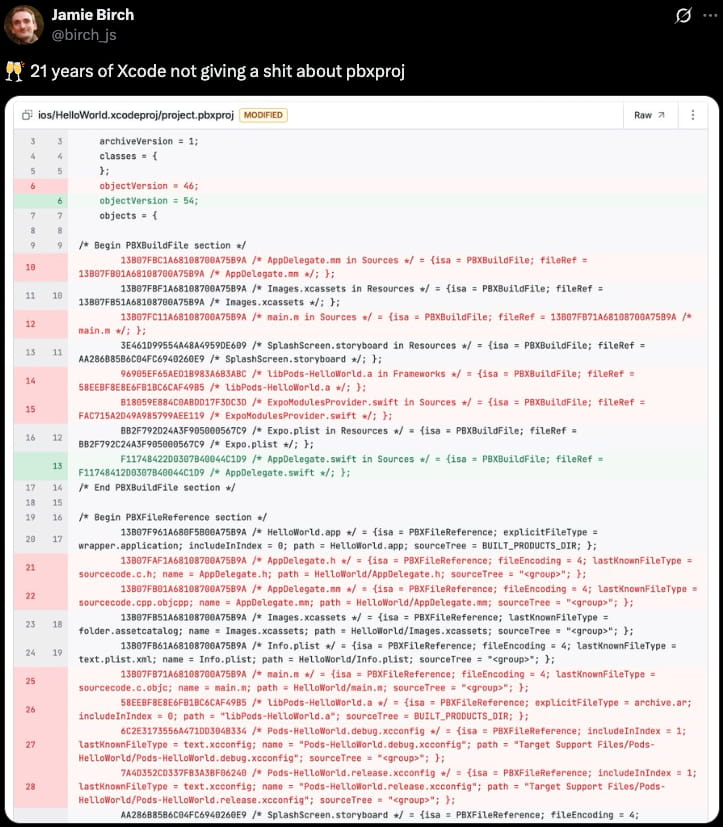 Jamie Birch
@birch_js
🥂 21 years of Xcode not giving a shit about pbxproj
ios/HelloWorld.xcodeproj/project.pbxproj MODIFIED Raw
3 3 archiveVersion = 1;
4 4 classes = {
5 5 };
6 objectVersion = 46;
6 objectVersion = 54;
7 7 objects = {
8 8
9 9 /* Begin PBXBuildFile section */
10 13B07FBC1A68108700A75B9A /* AppDelegate.mm in Sources */ = {isa = PBXBuildFile; fileRef =
13B07FB01A68108700A75B9A /* AppDelegate.mm */; };
11 10 13B07FBF1A68108700A75B9A /* Images.xcassets in Resources */ = {isa = PBXBuildFile; fileRef =
13B07FB51A68108700A75B9A /* Images.xcassets */; };
12 13B07FC11A68108700A75B9A /* main.m in Sources */ = {isa = PBXBuildFile; fileRef = 13B07FB71A68108700A75B9A /*
main.m */; };
13 11 3E461D99554A48A4959DE609 /* SplashScreen.storyboard in Resources */ = {isa = PBXBuildFile; fileRef =
AA286B85B6C04FC6940260E9 /* SplashScreen.storyboard */; };
14 96905EF65AED1B983A6B3ABC /* libPods-HelloWorld.a in Frameworks */ = {isa = PBXBuildFile; fileRef =
58EEBF8E8E6FB1BC6CAF49B5 /* libPods-HelloWorld.a */; };
15 B18059E884C0ABDD17F3DC3D /* ExpoModulesProvider.swift in Sources */ = {isa = PBXBuildFile; fileRef =
FAC715A2D49A985799AEE119 /* ExpoModulesProvider.swift */; };
16 12 BB2F792D24A3F905000567C9 /* Expo.plist in Resources */ = {isa = PBXBuildFile; fileRef =
BB2F792C24A3F905000567C9 /* Expo.plist */; };
13 F11748422D0307B40044C1D9 /* AppDelegate.swift in Sources */ = {isa = PBXBuildFile; fileRef =
F11748412D0307B40044C1D9 /* AppDelegate.swift */; };
17 14 /* End PBXBuildFile section */
18 15
19 16 /* Begin PBXFileReference section */
20 17 13B07F961A680F5B00A75B9A /* HelloWorld.app */ = {isa = PBXFileReference; explicitFileType =
wrapper.application; includeInIndex = 0; path = HelloWorld.app; sourceTree = BUILT_PRODUCTS_DIR; };
21 13B07FAF1A68108700A75B9A /* AppDelegate.h */ = {isa = PBXFileReference; fileEncoding = 4; lastKnownFileType =
sourcecode.c.h; name = AppDelegate.h; path = HelloWorld/AppDelegate.h; sourceTree = "<group>"; };
22 13B07FB01A68108700A75B9A /* AppDelegate.mm */ = {isa = PBXFileReference; fileEncoding = 4; lastKnownFileType =
sourcecode.cpp.objcpp; name = AppDelegate.mm; path = HelloWorld/AppDelegate.mm; sourceTree = "<group>"; };
23 18 13B07FB51A68108700A75B9A /* Images.xcassets */ = {isa = PBXFileReference; lastKnownFileType =
folder.assetcatalog; name = Images.xcassets; path = HelloWorld/Images.xcassets; sourceTree = "<group>"; };
24 19 13B07FB61A68108700A75B9A /* Info.plist */ = {isa = PBXFileReference; fileEncoding = 4; lastKnownFileType =
text.plist.xml; name = Info.plist; path = HelloWorld/Info.plist; sourceTree = "<group>"; };
25 13B07FB71A68108700A75B9A /* main.m */ = {isa = PBXFileReference; fileEncoding = 4; lastKnownFileType =
sourcecode.c.objc; name = main.m; path = HelloWorld/main.m; sourceTree = "<group>"; };
26 58EEBF8E8E6FB1BC6CAF49B5 /* libPods-HelloWorld.a */ = {isa = PBXFileReference; explicitFileType = archive.ar;
includeInIndex = 0; path = "libPods-HelloWorld.a"; sourceTree = BUILT_PRODUCTS_DIR; };
27 6C2E3173556A471DD304B334 /* Pods-HelloWorld.debug.xcconfig */ = {isa = PBXFileReference; includeInIndex = 1;
lastKnownFileType = text.xcconfig; name = "Pods-HelloWorld.debug.xcconfig"; path = "Target Support Files/Pods-
HelloWorld/Pods-HelloWorld.debug.xcconfig"; sourceTree = "<group>"; };
28 7A4D352CD337FB3A3BF06240 /* Pods-HelloWorld.release.xcconfig */ = {isa = PBXFileReference; includeInIndex = 1;
lastKnownFileType = text.xcconfig; name = "Pods-HelloWorld.release.xcconfig"; path = "Target Support Files/Pods-
HelloWorld/Pods-HelloWorld.release.xcconfig"; sourceTree = "<group>"; };
AA286B85B6C04FC6940260E9 /* SplashScreen.storyboard */ = {isa = PBXFileReference; fileEncoding = 4;